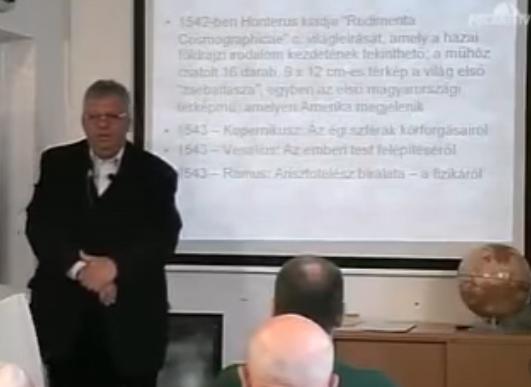 1542-ben Honterus kiadja "Rudimenta
Cosmographicae" c. világleírását, amely a hazai
földrajzi irodalom kezdetének tekinthető; a műhöz
csatolt 16 darab, 9 x 12 cm-es térkép a világ első
"zsebatlasza", egyben az első magyarországi
térképmű, amelyen Amerika megjelenik
1543 – Kopernikusz: Az égi szférák körforgásairól
1543 – Vesalius: Az emberi test felépítéséről
1543 – Ramus: Arisztotelész bírálata – a fizikáról